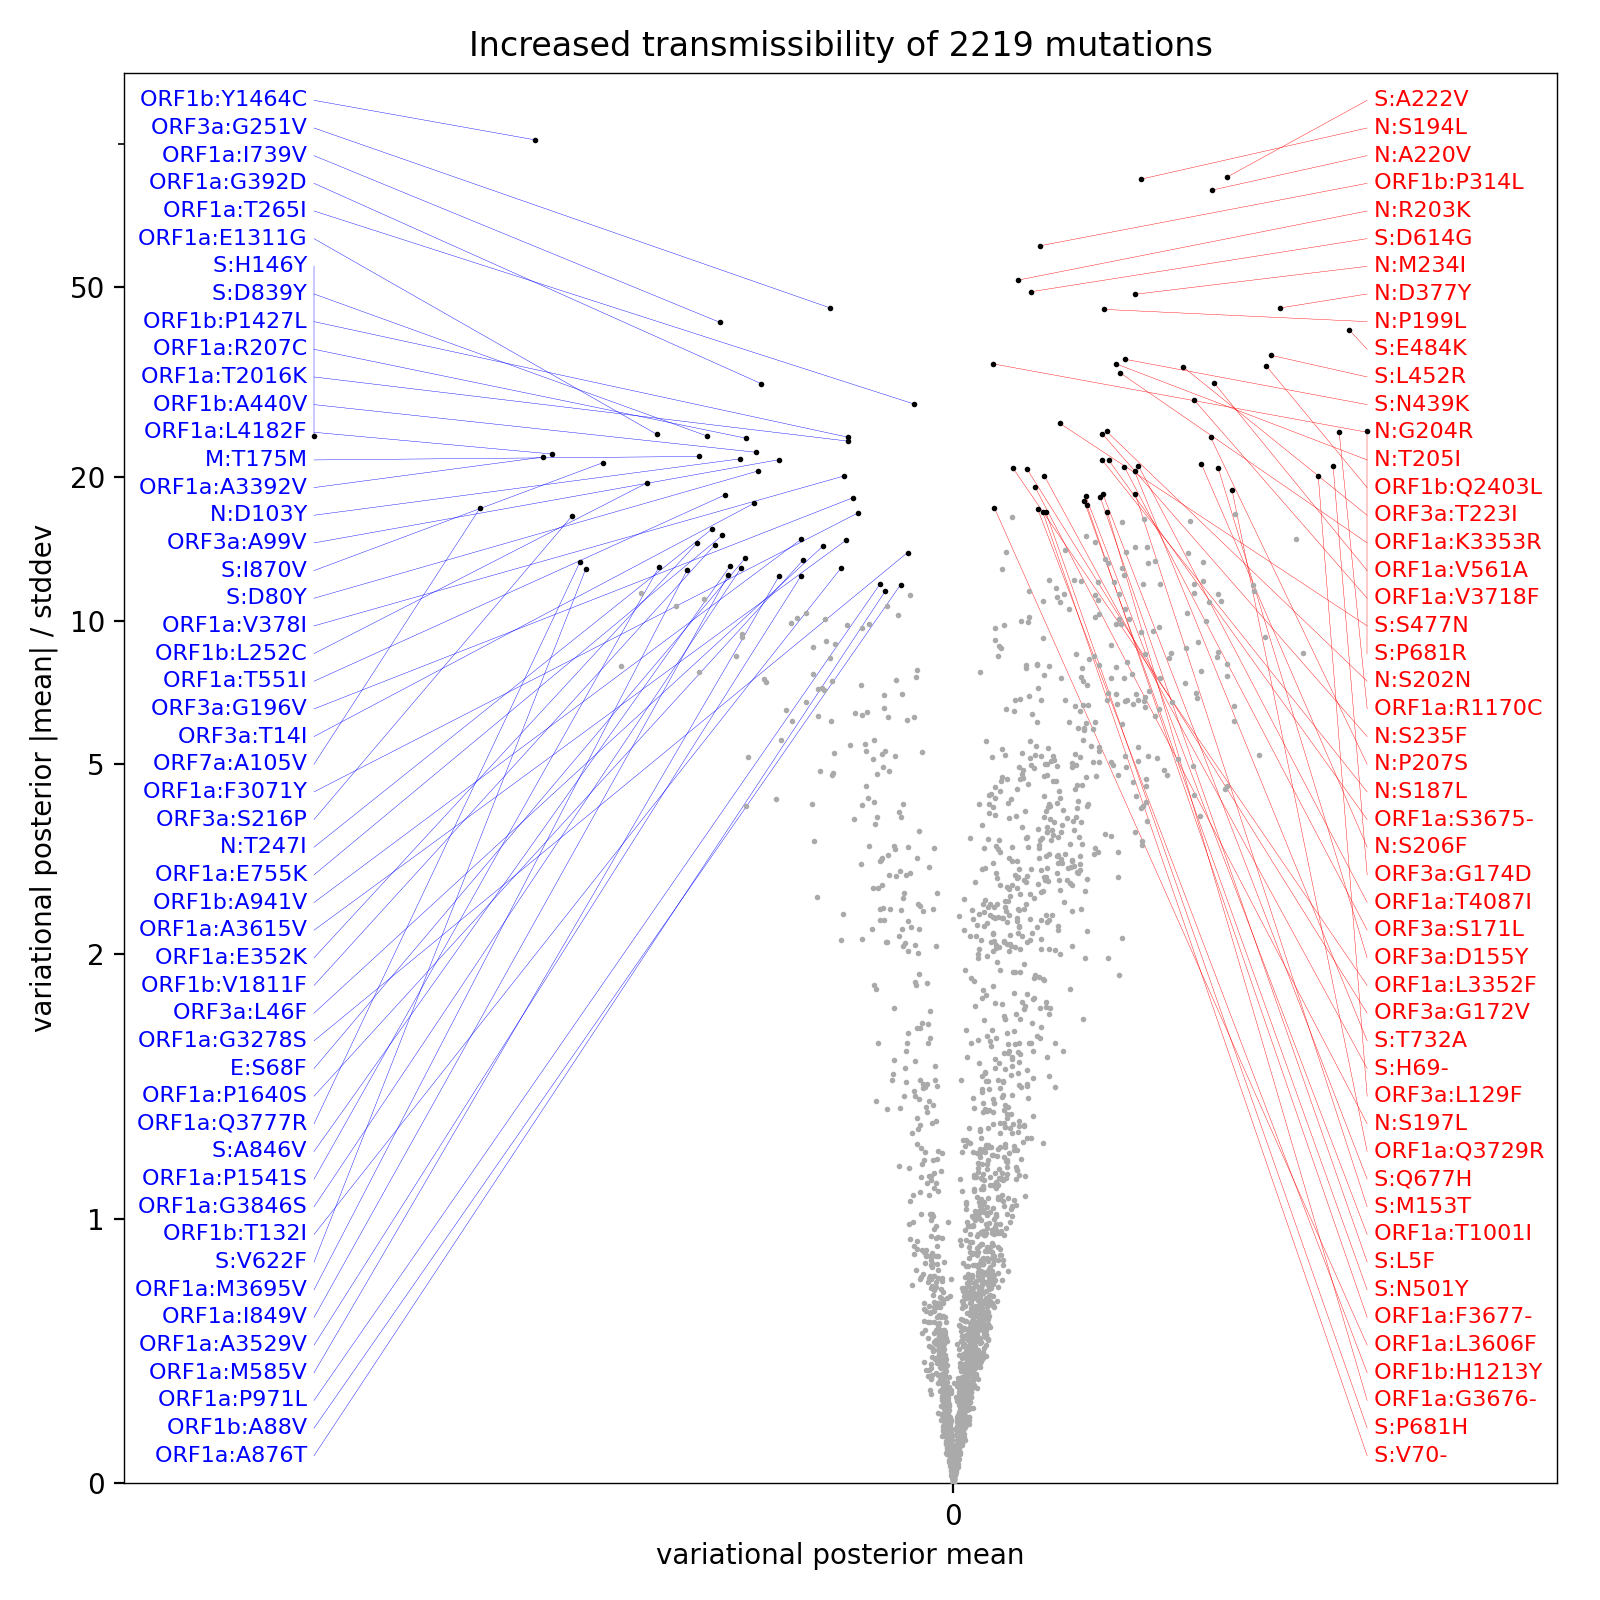 Increased transmissibility of 2219 mutations
ORF1b:Y1464C
ORF3a:G251V
ORF1a:I739V
ORF1a:G392D
ORF1a:T265I
ORF1a:E1311G
S:H146Y
S:D839Y
ORF1b:P1427L
ORF1a:R207C
ORF1a:T2016K
ORF1b:A440V
ORF1a:L4182F
M:T175M
ORF1a:A3392V
N:D103Y
ORF3a:A99V
S:I870V
S:D80Y
ORF1a:V378I
ORF1b:L252C
ORF1a:T551I
ORF3a:G196V
ORF3a:T14I
ORF7a:A105V
ORF1a:F3071Y
ORF3a:S216P
N:T247I
ORF1a:E755K
ORF1b:A941V
ORF1a:A3615V
ORF1a:E352K
ORF1b:V1811F
ORF3a:L46F
ORF1a:G3278S
E:S68F
ORF1a:P1640S
ORF1a:Q3777R
S:A846V
ORF1a:P1541S
ORF1a:G3846S
ORF1b:T132I
S:V622F
ORF1a:M3695V
ORF1a:I849V
ORF1a:A3529V
ORF1a:M585V
ORF1a:P971L
ORF1b:A88V
ORF1a:A876T
S:A222V
N:S194L
N:A220V
ORF1b:P314L
N:R203K
S:D614G
N:M234I
N:D377Y
N:P199L
S:E484K
S:L452R
S:N439K
N:G204R
N:T205I
ORF1b:Q2403L
ORF3a:T223I
ORF1a:K3353R
ORF1a:V561A
ORF1a:V3718F
S:S477N
S:P681R
N:S202N
ORF1a:R1170C
N:S235F
N:P207S
N:S187L
ORF1a:S3675-
N:S206F
ORF3a:G174D
ORF1a:T4087I
ORF3a:S171L
ORF3a:D155Y
ORF1a:L3352F
ORF3a:G172V
S:T732A
S:H69-
ORF3a:L129F
N:S197L
ORF1a:Q3729R
S:Q677H
S:M153T
ORF1a:T1001I
S:L5F
S:N501Y
ORF1a:F3677-
ORF1a:L3606F
ORF1b:H1213Y
ORF1a:G3676-
S:P681H
S:V70-
50
20
10
5
2
1
0
variational posterior |mean| / stddev
0
variational posterior mean